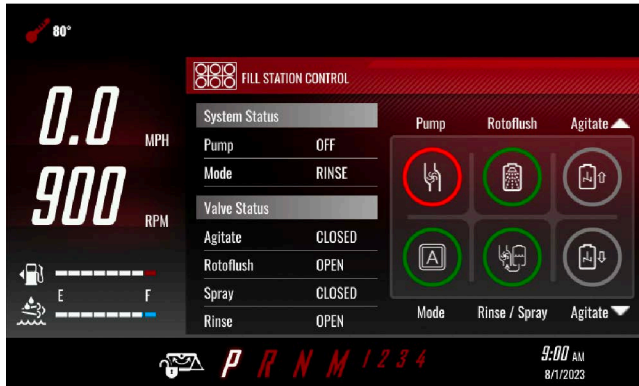 80°
FILL STATION CONTROL
0.0 MPH
900 RPM
System Status
Pump OFF
Mode RINSE
Valve Status
Agitate CLOSED
Rotoflush OPEN
Spray CLOSED
Rinse OPEN
Pump Rotoflush Agitate
A
Mode Rinse / Spray Agitate
E F
P R N M 1 2 3 4
9:00 AM
8/1/2023